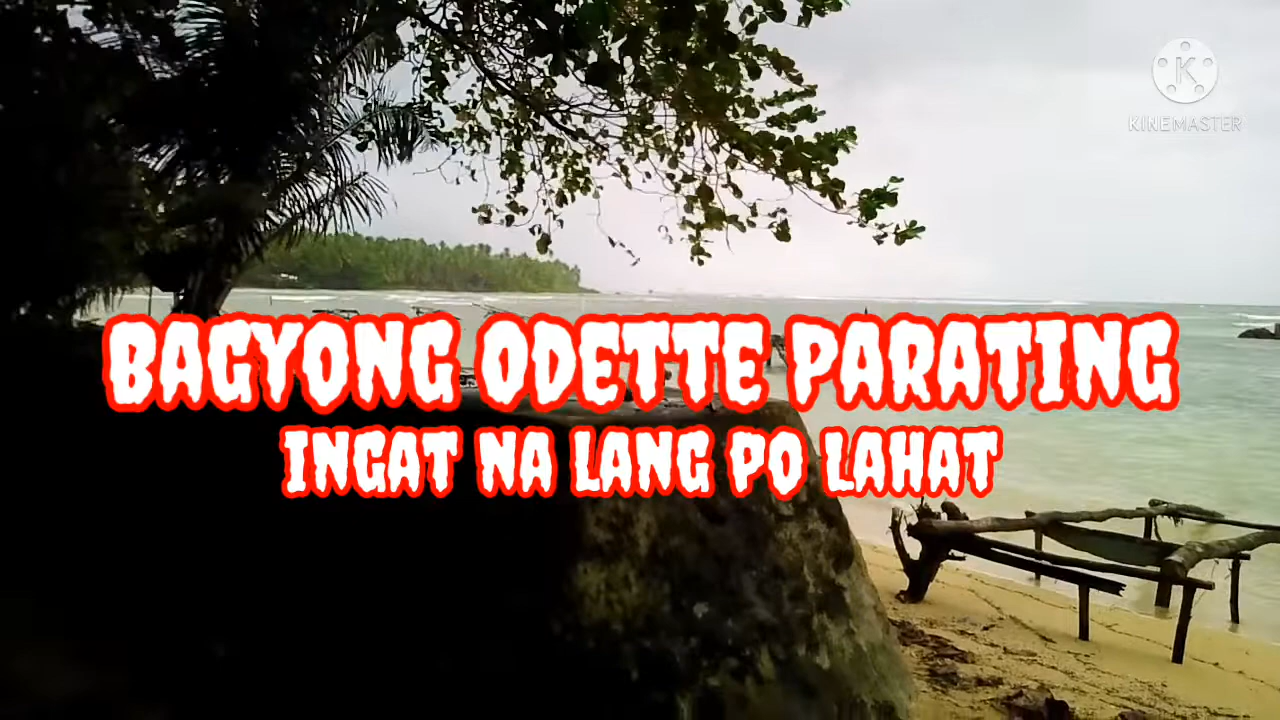 K
KINEMASTER
BAGYONG ODETTE PARATING
INGAT NA LANG PO LAHAT